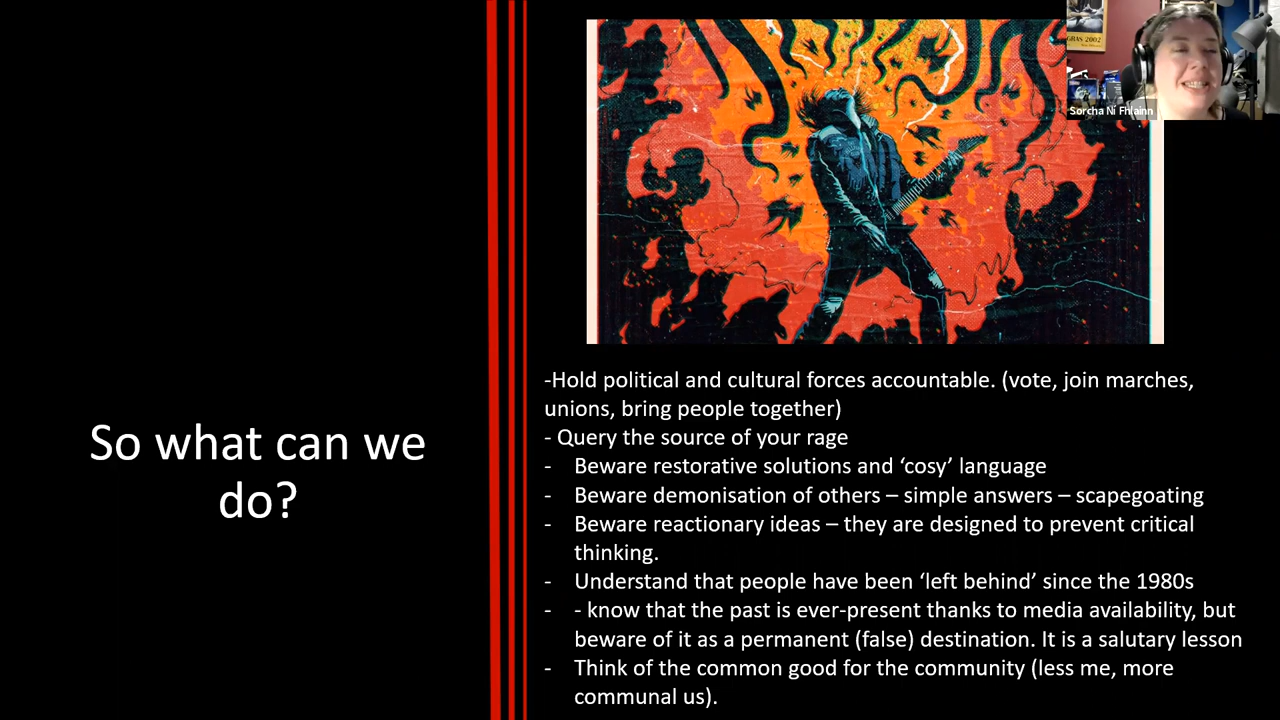 So what can we
do?
GRAS 2002
Sorcha Ní Fhlainn
-Hold political and cultural forces accountable. (vote, join marches,
unions, bring people together)
- Query the source of your rage
- Beware restorative solutions and ‘cosy’ language
- Beware demonisation of others – simple answers – scapegoating
- Beware reactionary ideas – they are designed to prevent critical
thinking.
- Understand that people have been ‘left behind’ since the 1980s
- - know that the past is ever-present thanks to media availability, but
beware of it as a permanent (false) destination. It is a salutary lesson
- Think of the common good for the community (less me, more
communal us).